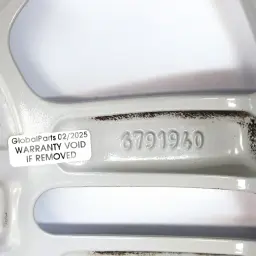 GlobalParts 02/2025
WARRANTY VOID
IF REMOVED
6791960